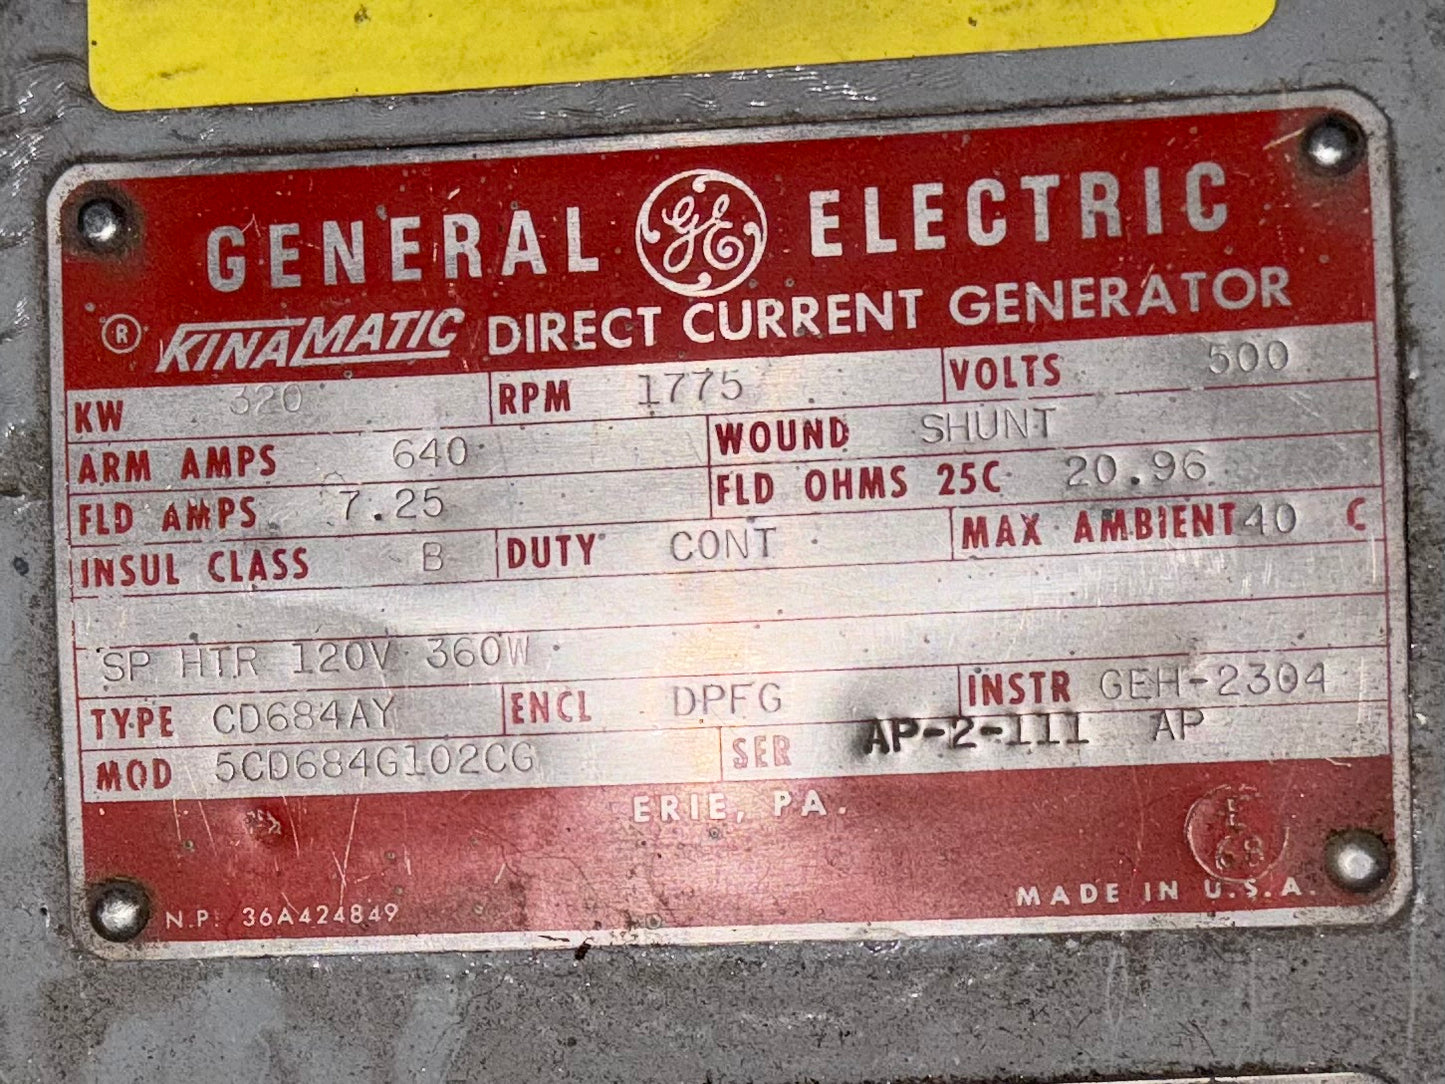 GENERAL GE ELECTRIC
® KINAMATIC DIRECT CURRENT GENERATOR
KW 320 RPM 1775 VOLTS 500
ARM AMPS 640 WOUND SHUNT
FLD AMPS 7.25 FLD OHMS 25C 20.96
INSUL CLASS B DUTY CONT MAX AMBIENT 40 C
SP HTR 120V 360W
TYPE CD684AY ENCL DPFG INSTR GEH-2304
MOD 5CD684G102CG SER AP-2-111 AP
ERIE, PA.
E
68
N.P. 36A424849 MADE IN U.S.A.